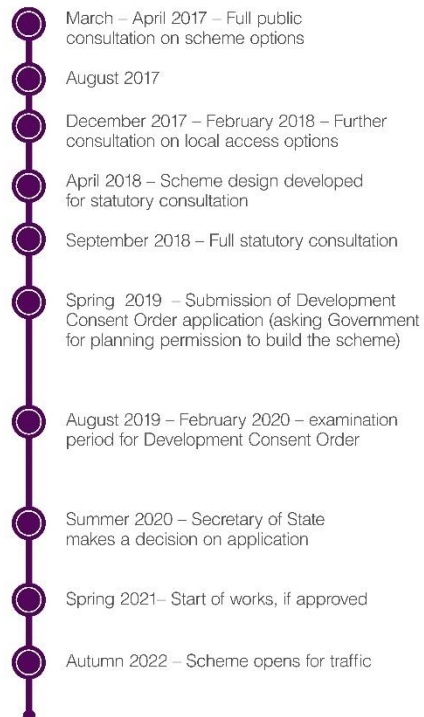 March – April 2017 – Full public
consultation on scheme options
August 2017
December 2017 – February 2018 – Further
consultation on local access options
April 2018 – Scheme design developed
for statutory consultation
September 2018 – Full statutory consultation
Spring 2019 – Submission of Development
Consent Order application (asking Government
for planning permission to build the scheme)
August 2019 – February 2020 – examination
period for Development Consent Order
Summer 2020 – Secretary of State
makes a decision on application
Spring 2021– Start of works, if approved
Autumn 2022 – Scheme opens for traffic